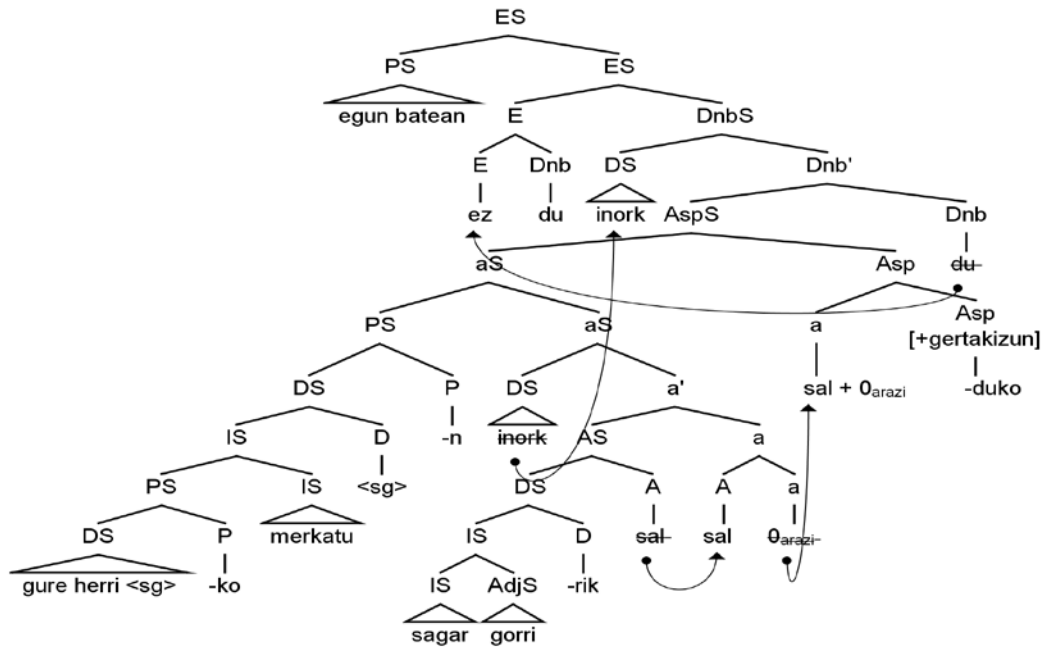 ES
PS ES
egun batean E DnbS
E Dnb DS Dnb'
ez du inork AspS Dnb
aS Asp du
PS aS a Asp
[+gertakizun]
DS P DS a' sal + 0arazi -duko
IS D -n inork AS a
PS IS <sg> DS A A a
DS P merkatu IS D sal sal 0arazi
gure herri <sg> -ko IS AdjS -rik
sagar gorri